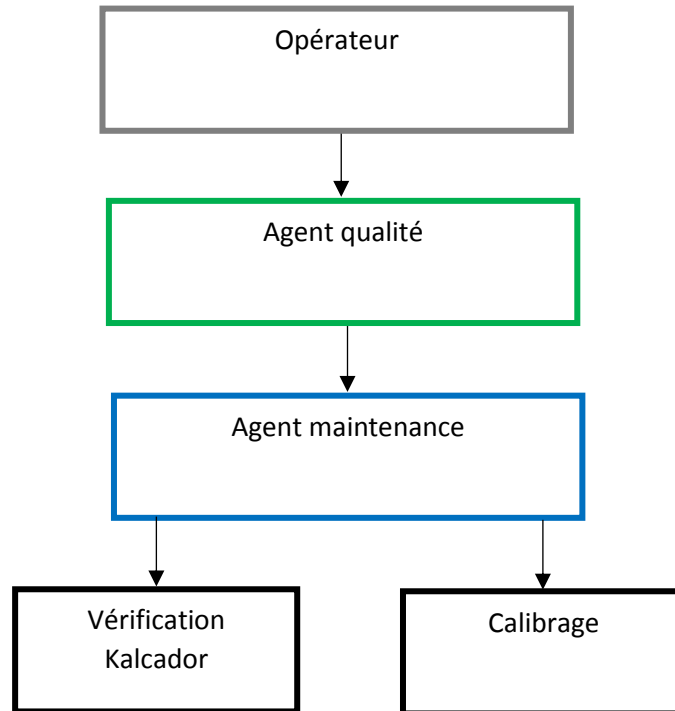 Opérateur
Agent qualité
Agent maintenance
Vérification
Kalcador
Calibrage